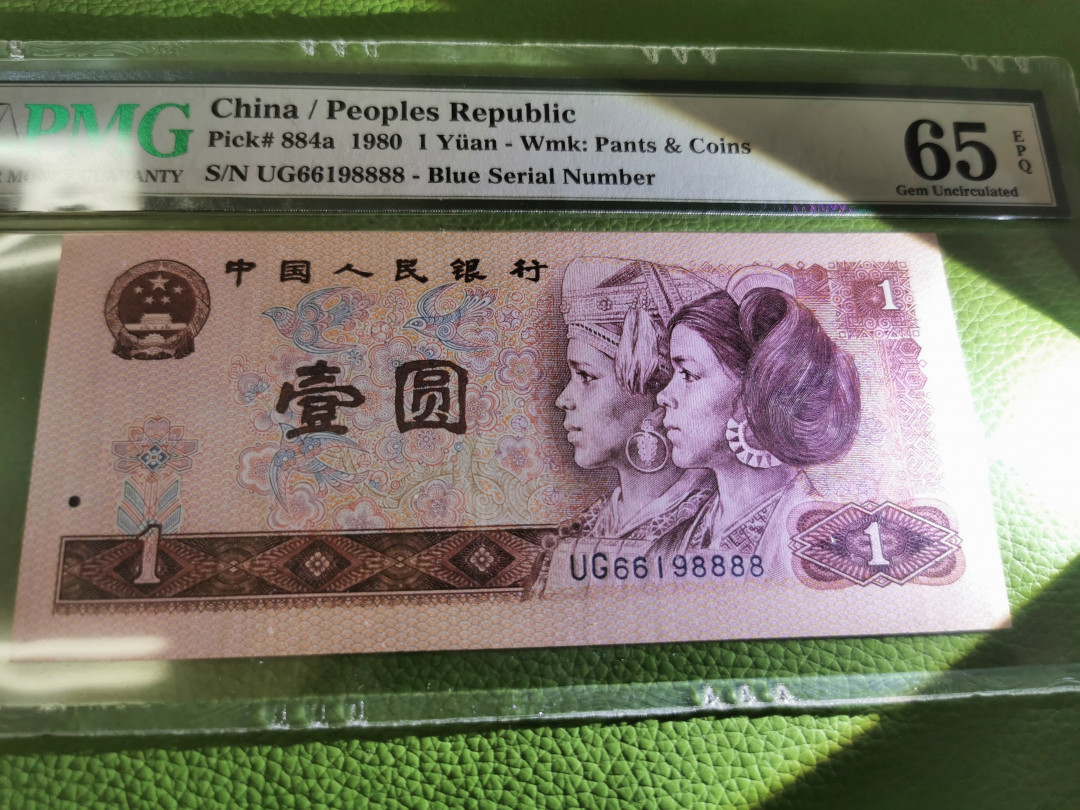 PMG
China / Peoples Republic
Pick# 884a 1980 1 Yüan - Wmk: Pants & Coins
S/N UG66198888 - Blue Serial Number
65
EPQ
Gem Uncirculated
中国人民银行
1
壹圆
1
1
UG66198888